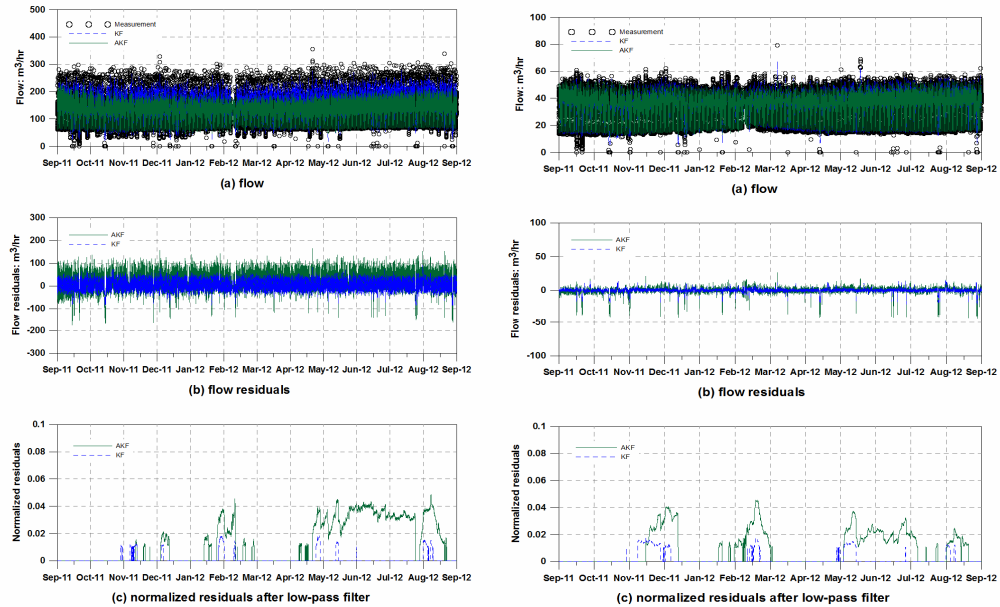 500
400
300
200
100
0
Flow: m³/hr
Measurement
KF
AKF
Sep-11 Oct-11 Nov-11 Dec-11 Jan-12 Feb-12 Mar-12 Apr-12 May-12 Jun-12 Jul-12 Aug-12 Sep-12
(a) flow
300
200
100
0
-100
-200
-300
Flow residuals: m³/hr
AKF
KF
Sep-11 Oct-11 Nov-11 Dec-11 Jan-12 Feb-12 Mar-12 Apr-12 May-12 Jun-12 Jul-12 Aug-12 Sep-12
(b) flow residuals
0.1
0.08
0.06
0.04
0.02
0
Normalized residuals
AKF
KF
Sep-11 Oct-11 Nov-11 Dec-11 Jan-12 Feb-12 Mar-12 Apr-12 May-12 Jun-12 Jul-12 Aug-12 Sep-12
(c) normalized residuals after low-pass filter
100
80
60
40
20
0
Flow: m³/hr
Measurement
KF
AKF
Sep-11 Oct-11 Nov-11 Dec-11 Jan-12 Feb-12 Mar-12 Apr-12 May-12 Jun-12 Jul-12 Aug-12 Sep-12
(a) flow
100
50
0
-50
-100
Flow residuals: m³/hr
AKF
KF
Sep-11 Oct-11 Nov-11 Dec-11 Jan-12 Feb-12 Mar-12 Apr-12 May-12 Jun-12 Jul-12 Aug-12 Sep-12
(b) flow residuals
0.1
0.08
0.06
0.04
0.02
0
Normalized residuals
AKF
KF
Sep-11 Oct-11 Nov-11 Dec-11 Jan-12 Feb-12 Mar-12 Apr-12 May-12 Jun-12 Jul-12 Aug-12 Sep-12
(c) normalized residuals after low-pass filter